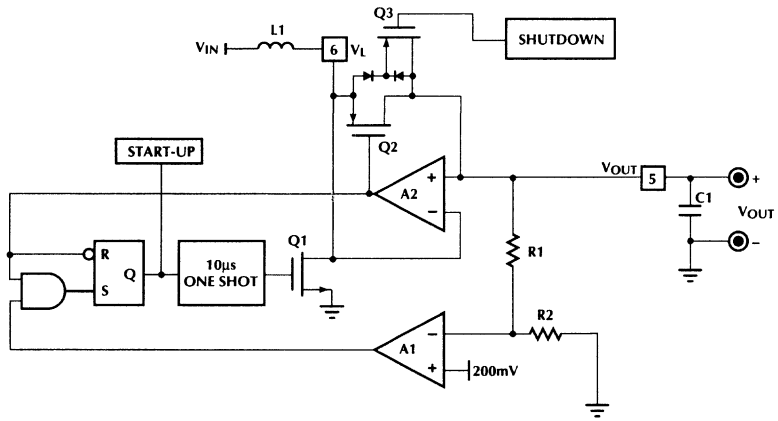 Q3
SHUTDOWN
L1
VIN
6
VL
Q2
START-UP
A2
+
−
VOUT
5
C1
+
VOUT
−
R
Q
S
10µs
ONE SHOT
Q1
R1
R2
A1
−
+
200mV